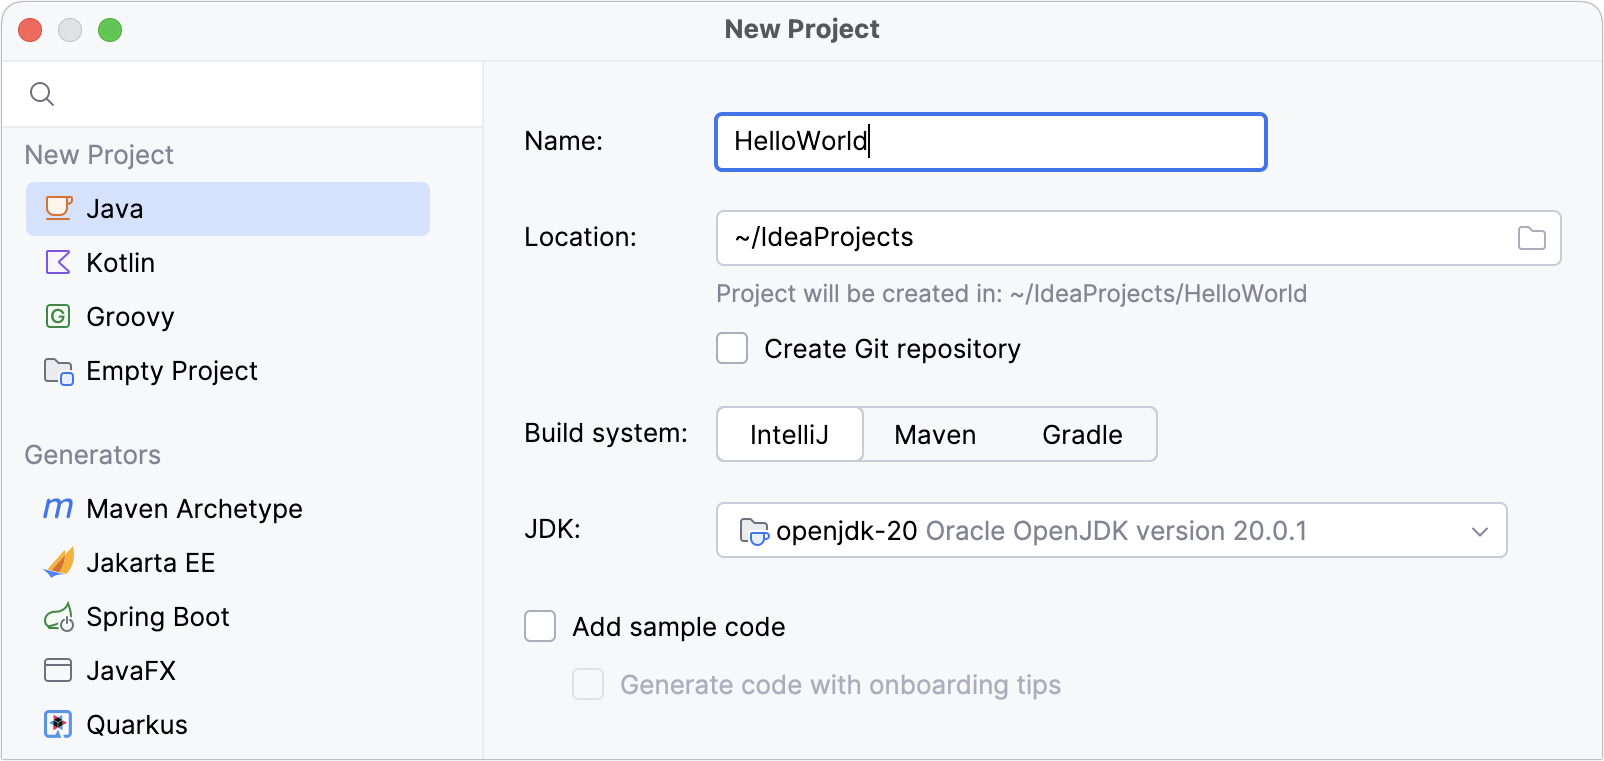 New Project
New Project
Java
Kotlin
Groovy
Empty Project
Generators
Maven Archetype
Jakarta EE
Spring Boot
JavaFX
Quarkus
Name: HelloWorld
Location: ~/IdeaProjects
Project will be created in: ~/IdeaProjects/HelloWorld
Create Git repository
Build system: IntelliJ Maven Gradle
JDK: openjdk-20 Oracle OpenJDK version 20.0.1
Add sample code
Generate code with onboarding tips